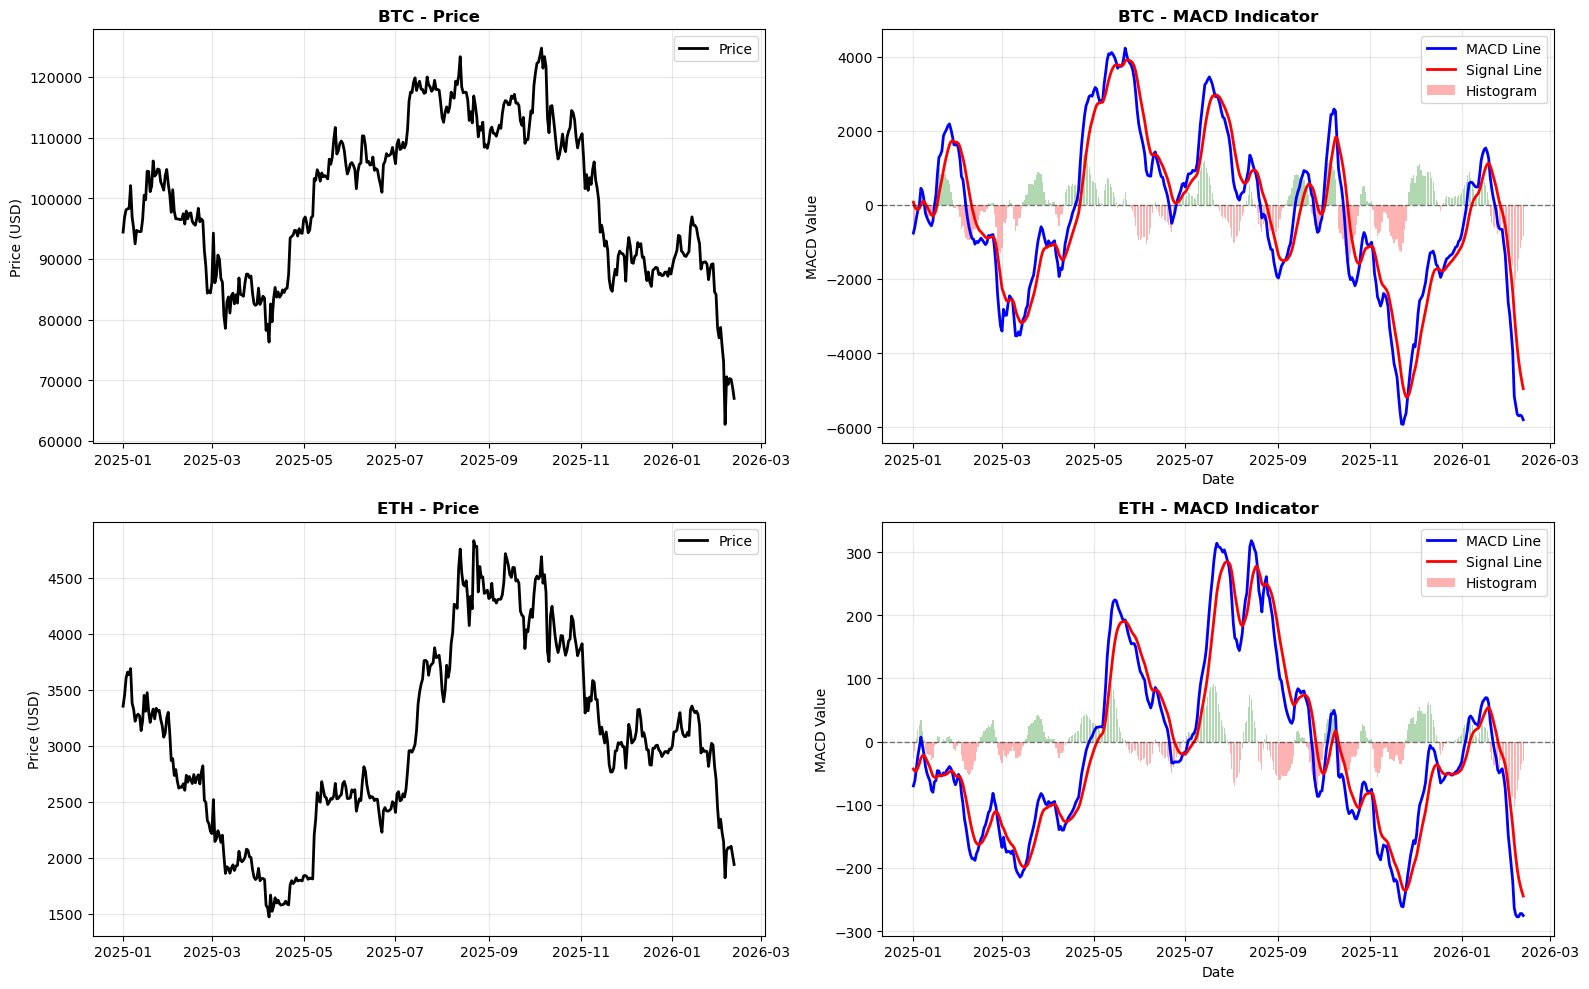 BTC - Price
Price (USD)
120000
110000
100000
90000
80000
70000
60000
Price
2025-01 2025-03 2025-05 2025-07 2025-09 2025-11 2026-01 2026-03
BTC - MACD Indicator
MACD Value
4000
2000
0
−2000
−4000
−6000
MACD Line
Signal Line
Histogram
2025-01 2025-03 2025-05 2025-07 2025-09 2025-11 2026-01 2026-03
Date
ETH - Price
Price (USD)
4500
4000
3500
3000
2500
2000
1500
Price
2025-01 2025-03 2025-05 2025-07 2025-09 2025-11 2026-01 2026-03
ETH - MACD Indicator
MACD Value
300
200
100
0
−100
−200
−300
MACD Line
Signal Line
Histogram
2025-01 2025-03 2025-05 2025-07 2025-09 2025-11 2026-01 2026-03
Date